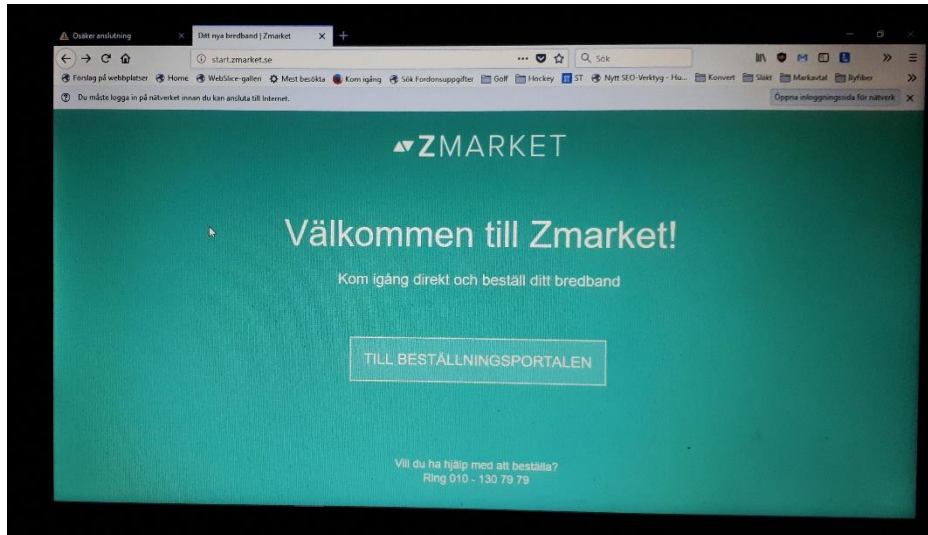 Osäker anslutning
Ditt nya bredband | Zmarket
start.zmarket.se
Sök
Förslag på webbplatser Home WebSlice-galleri Mest besökta Kom igång Sök Fordonsuppgifter Golf Hockey ST Nytt SEO-Verktyg - Hu... Konvert Släkt Markavtal Byfiber
Du måste logga in på nätverket innan du kan ansluta till Internet.
Öppna inloggningssida för nätverk
ZMARKET
Välkommen till Zmarket!
Kom igång direkt och beställ ditt bredband
TILL BESTÄLLNINGSPORTALEN
Vill du ha hjälp med att beställa?
Ring 010 - 130 79 79